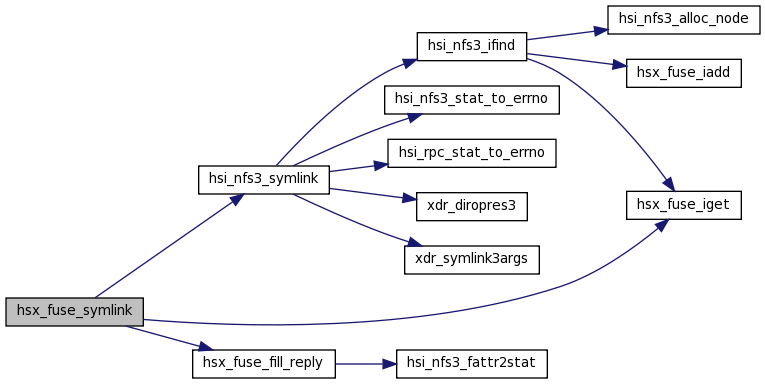 hsi_nfs3_alloc_node
hsi_nfs3_ifind
hsx_fuse_iadd
hsi_nfs3_stat_to_errno
hsi_rpc_stat_to_errno
hsi_nfs3_symlink
xdr_diropres3
hsx_fuse_iget
xdr_symlink3args
hsx_fuse_symlink
hsx_fuse_fill_reply
hsi_nfs3_fattr2stat